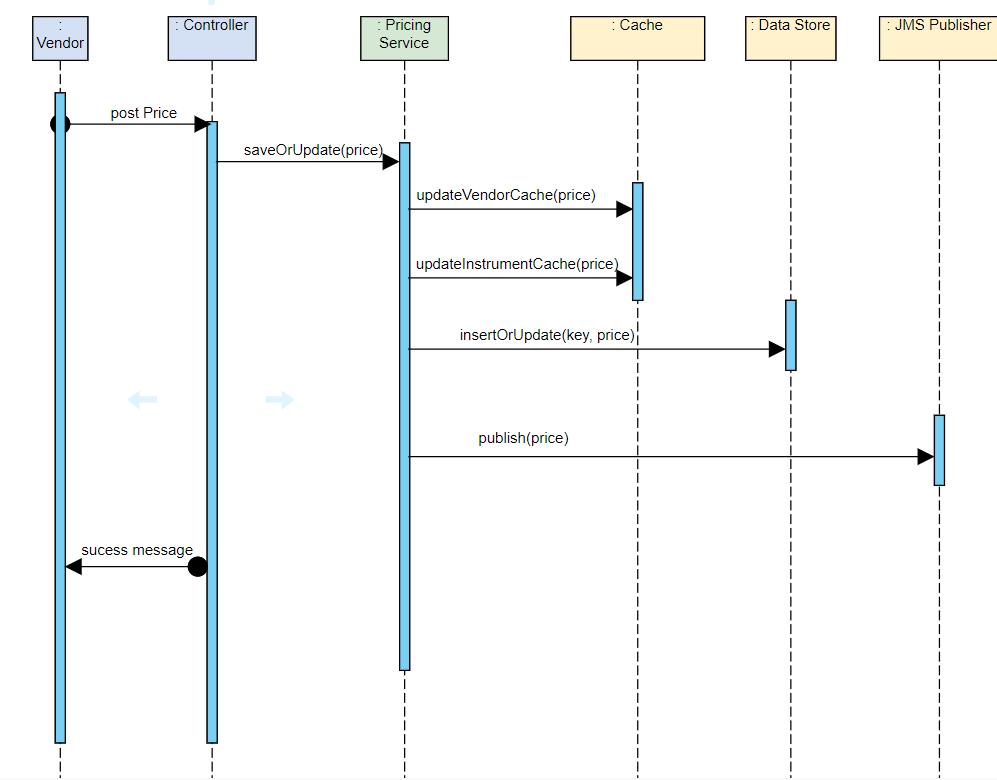 :
Vendor
: Controller
: Pricing
Service
: Cache
: Data Store
: JMS Publisher
post Price
saveOrUpdate(price)
updateVendorCache(price)
updateInstrumentCache(price)
insertOrUpdate(key, price)
publish(price)
sucess message